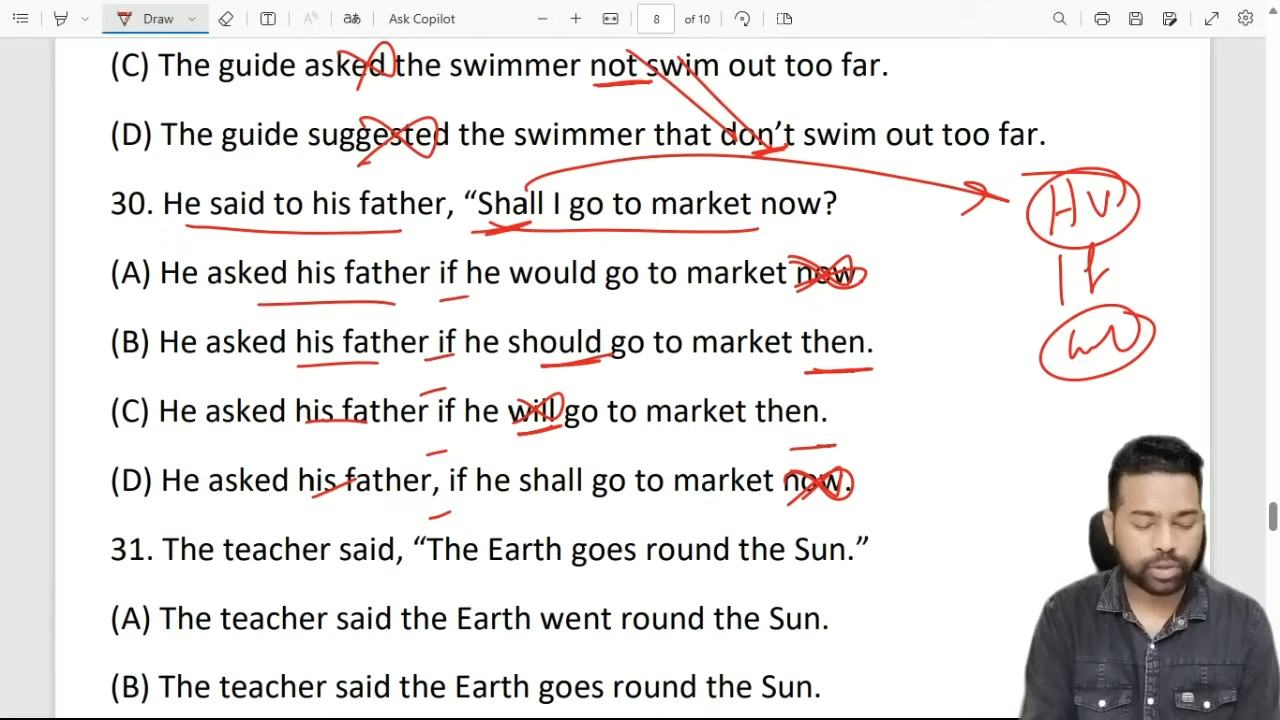 Draw
Ask Copilot
8 of 10
(C) The guide asked the swimmer not swim out too far.
(D) The guide suggested the swimmer that don't swim out too far.
30. He said to his father, “Shall I go to market now?
HV
(A) He asked his father if he would go to market now.
If
(B) He asked his father if he should go to market then.
(C) He asked his father if he will go to market then.
(D) He asked his father, if he shall go to market now.
31. The teacher said, “The Earth goes round the Sun.”
(A) The teacher said the Earth went round the Sun.
(B) The teacher said the Earth goes round the Sun.